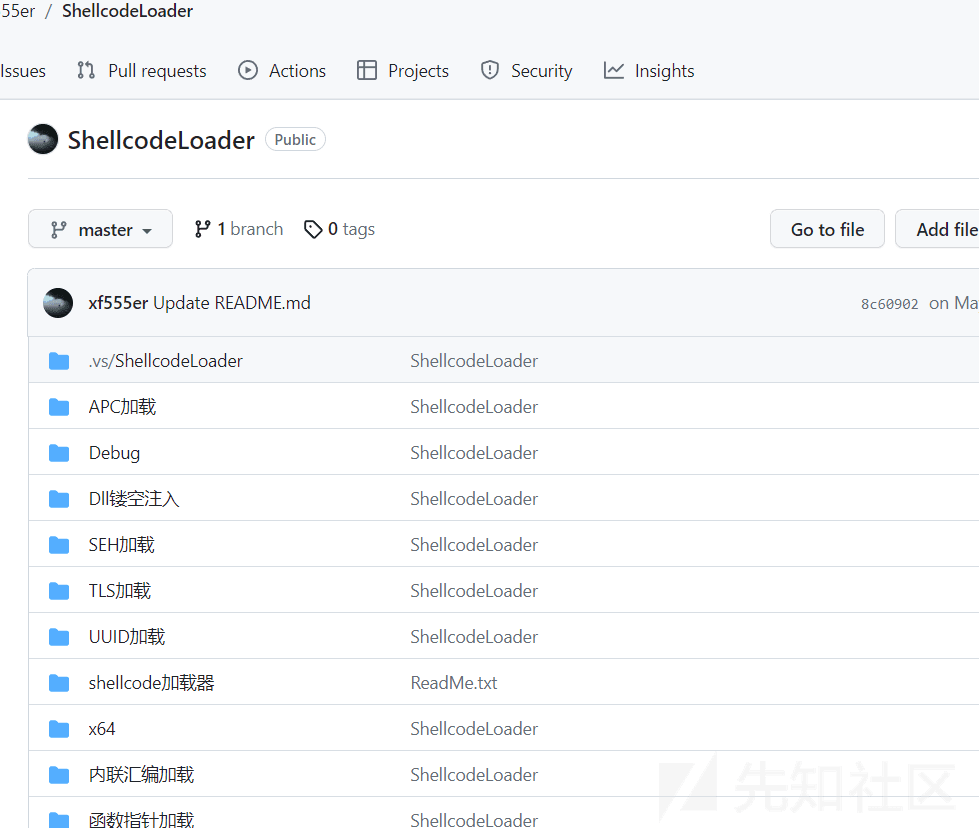 55er / ShellcodeLoader
Issues Pull requests Actions Projects Security Insights
ShellcodeLoader Public
master 1 branch 0 tags Go to file Add file
xf555er Update README.md 8c60902 on Ma
.vs/ShellcodeLoader ShellcodeLoader
APC加载 ShellcodeLoader
Debug ShellcodeLoader
Dll镂空注入 ShellcodeLoader
SEH加载 ShellcodeLoader
TLS加载 ShellcodeLoader
UUID加载 ShellcodeLoader
shellcode加载器 ReadMe.txt
x64 ShellcodeLoader
内联汇编加载 ShellcodeLoader
函数指针加载 ShellcodeLoader
先知社区